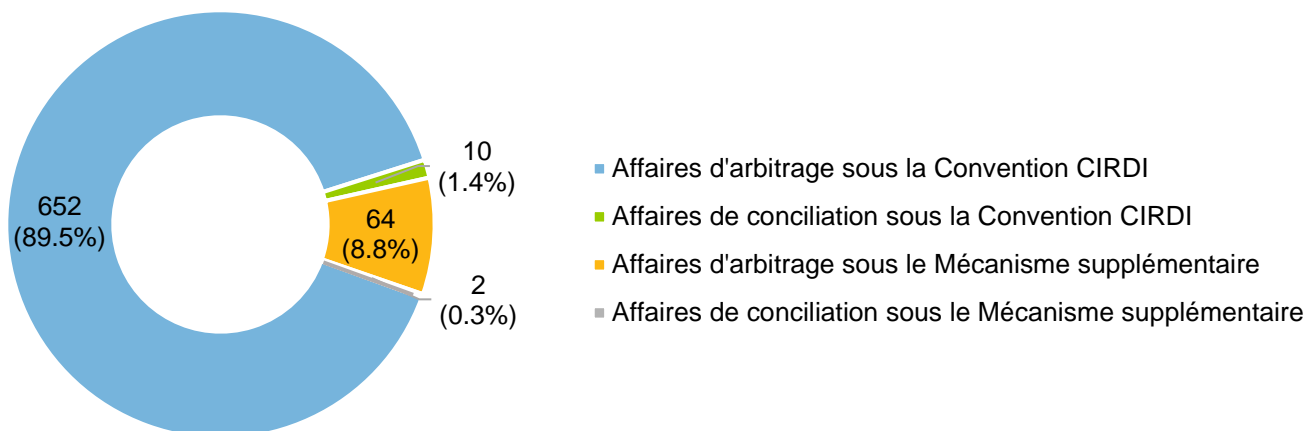 652
(89.5%)
10
(1.4%)
64
(8.8%)
2
(0.3%)
Affaires d'arbitrage sous la Convention CIRDI
Affaires de conciliation sous la Convention CIRDI
Affaires d'arbitrage sous le Mécanisme supplémentaire
Affaires de conciliation sous le Mécanisme supplémentaire